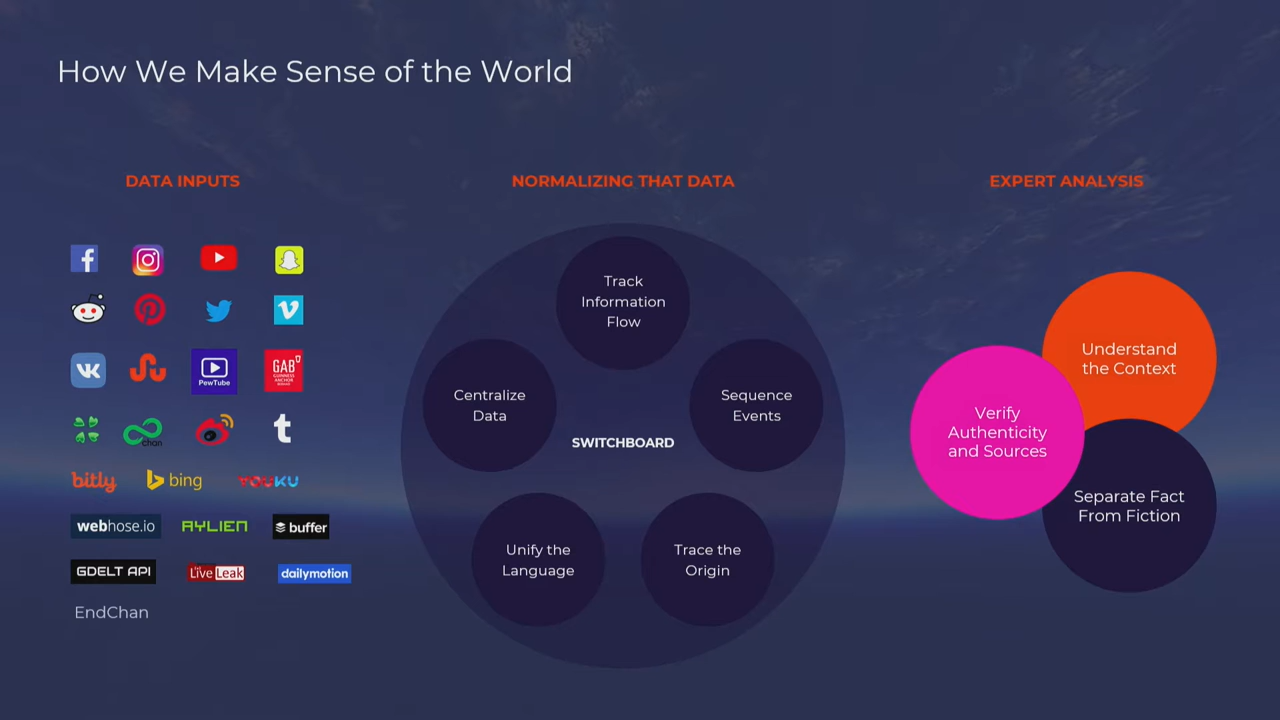 How We Make Sense of the World
DATA INPUTS
PewTube
GAB
chan
bitly
bing
YOUKU
webhose.io
AYLIEN
buffer
GDELT API
LiveLeak
dailymotion
EndChan
NORMALIZING THAT DATA
Track
Information
Flow
Centralize
Data
Sequence
Events
SWITCHBOARD
Unify the
Language
Trace the
Origin
EXPERT ANALYSIS
Understand
the Context
Verify
Authenticity
and Sources
Separate Fact
From Fiction